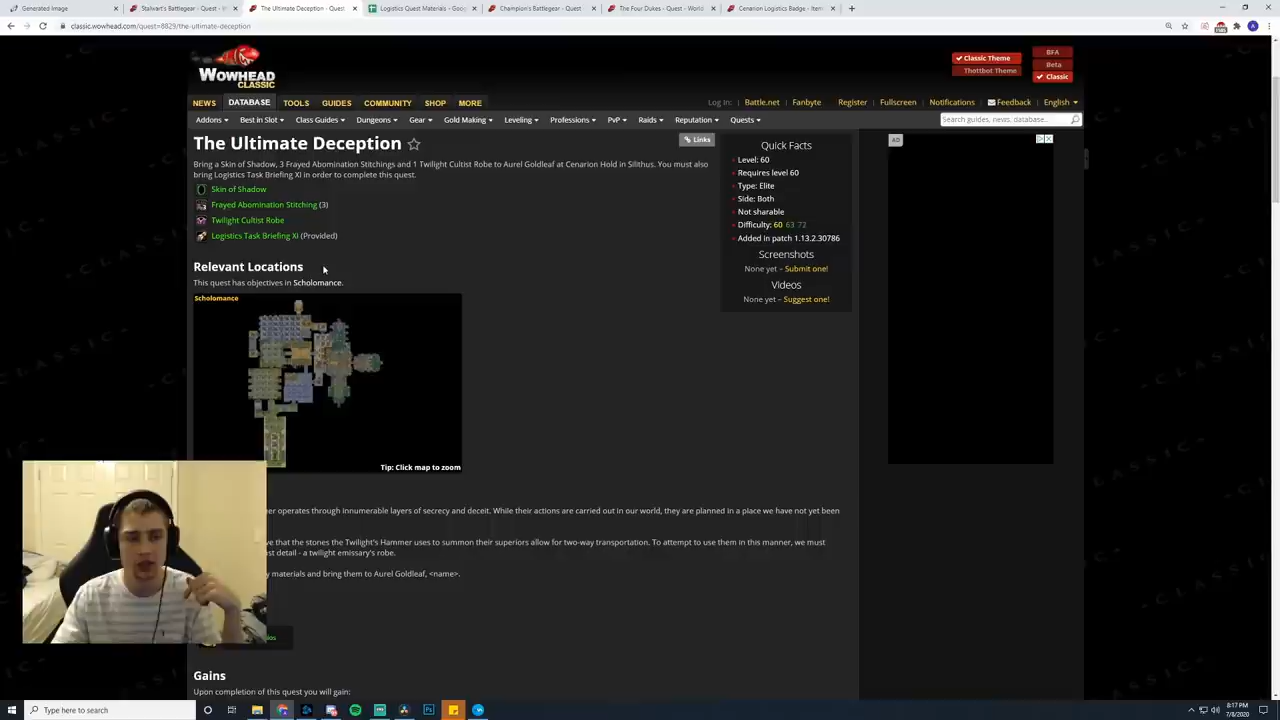 Generated Image
Stalvart's Battlegear - Quest - W
The Ultimate Deception - Quest
Logistics Quest Materials - Goog
Champion's Battlegear - Quest
The Four Dukes - Quest - World
Cenarion Logistics Badge - Item
classic.wowhead.com/quest=8829/the-ultimate-deception
WOWHEAD
CLASSIC
Classic Theme
Thottbot Theme
BFA
Beta
Classic
NEWS DATABASE TOOLS GUIDES COMMUNITY SHOP MORE
Log In: Battle.net Fanbyte Register Fullscreen Notifications Feedback English
Addons Best in Slot Class Guides Dungeons Gear Gold Making Leveling Professions PvP Raids Reputation Quests
Search guides, news, database...
The Ultimate Deception
Links
Bring a Skin of Shadow, 3 Frayed Abomination Stitchings and 1 Twilight Cultist Robe to Aurel Goldleaf at Cenarion Hold in Silithus. You must also
bring Logistics Task Briefing XI in order to complete this quest.
Skin of Shadow
3
Frayed Abomination Stitching (3)
Twilight Cultist Robe
Logistics Task Briefing XI (Provided)
Quick Facts
Level: 60
Requires level 60
Type: Elite
Side: Both
Not sharable
Difficulty: 60 63 72
Added in patch 1.13.2.30786
Screenshots
None yet - Submit one!
Videos
None yet - Suggest one!
AD
Relevant Locations
This quest has objectives in Scholomance.
Scholomance
Tip: Click map to zoom
er operates through innumerable layers of secrecy and deceit. While their actions are carried out in our world, they are planned in a place we have not yet been
ve that the stones the Twilight's Hammer uses to summon their superiors allow for two-way transportation. To attempt to use them in this manner, we must
st detail - a twilight emissary's robe.
y materials and bring them to Aurel Goldleaf, <name>.
Gains
Upon completion of this quest you will gain:
CLASSIC
Type here to search
8:17 PM
7/8/2020